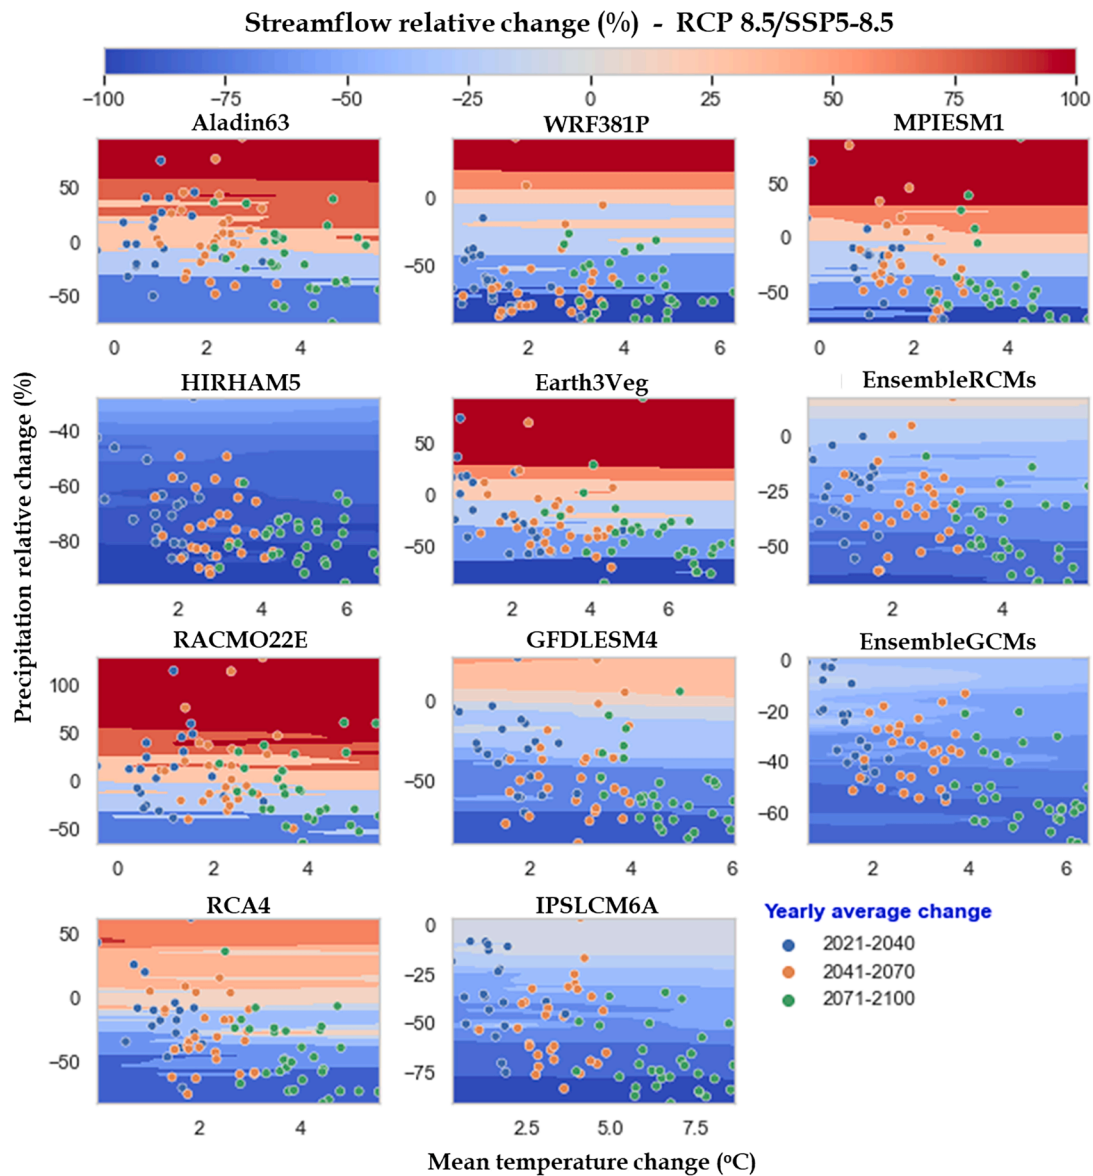 Streamflow relative change (%) - RCP 8.5/SSP5-8.5
−100 −75 −50 −25 0 25 50 75 100
Aladin63 WRF381P MPIESM1
50 0 −50
0 −50
50 0 −50
0 2 4
2 4 6
0 2 4
HIRHAM5 Earth3Veg EnsembleRCMs
−40 −60 −80
50 0 −50
0 −25 −50
2 4 6
2 4 6
2 4
RACMO22E GFDLESM4 EnsembleGCMs
100 50 0 −50
0 −50
0 −20 −40 −60
0 2 4
2 4 6
2 4 6
RCA4 IPSLCM6A
50 0 −50
0 −25 −50 −75
2 4
2.5 5.0 7.5
Yearly average change
2021-2040
2041-2070
2071-2100
Precipitation relative change (%)
Mean temperature change (ºC)